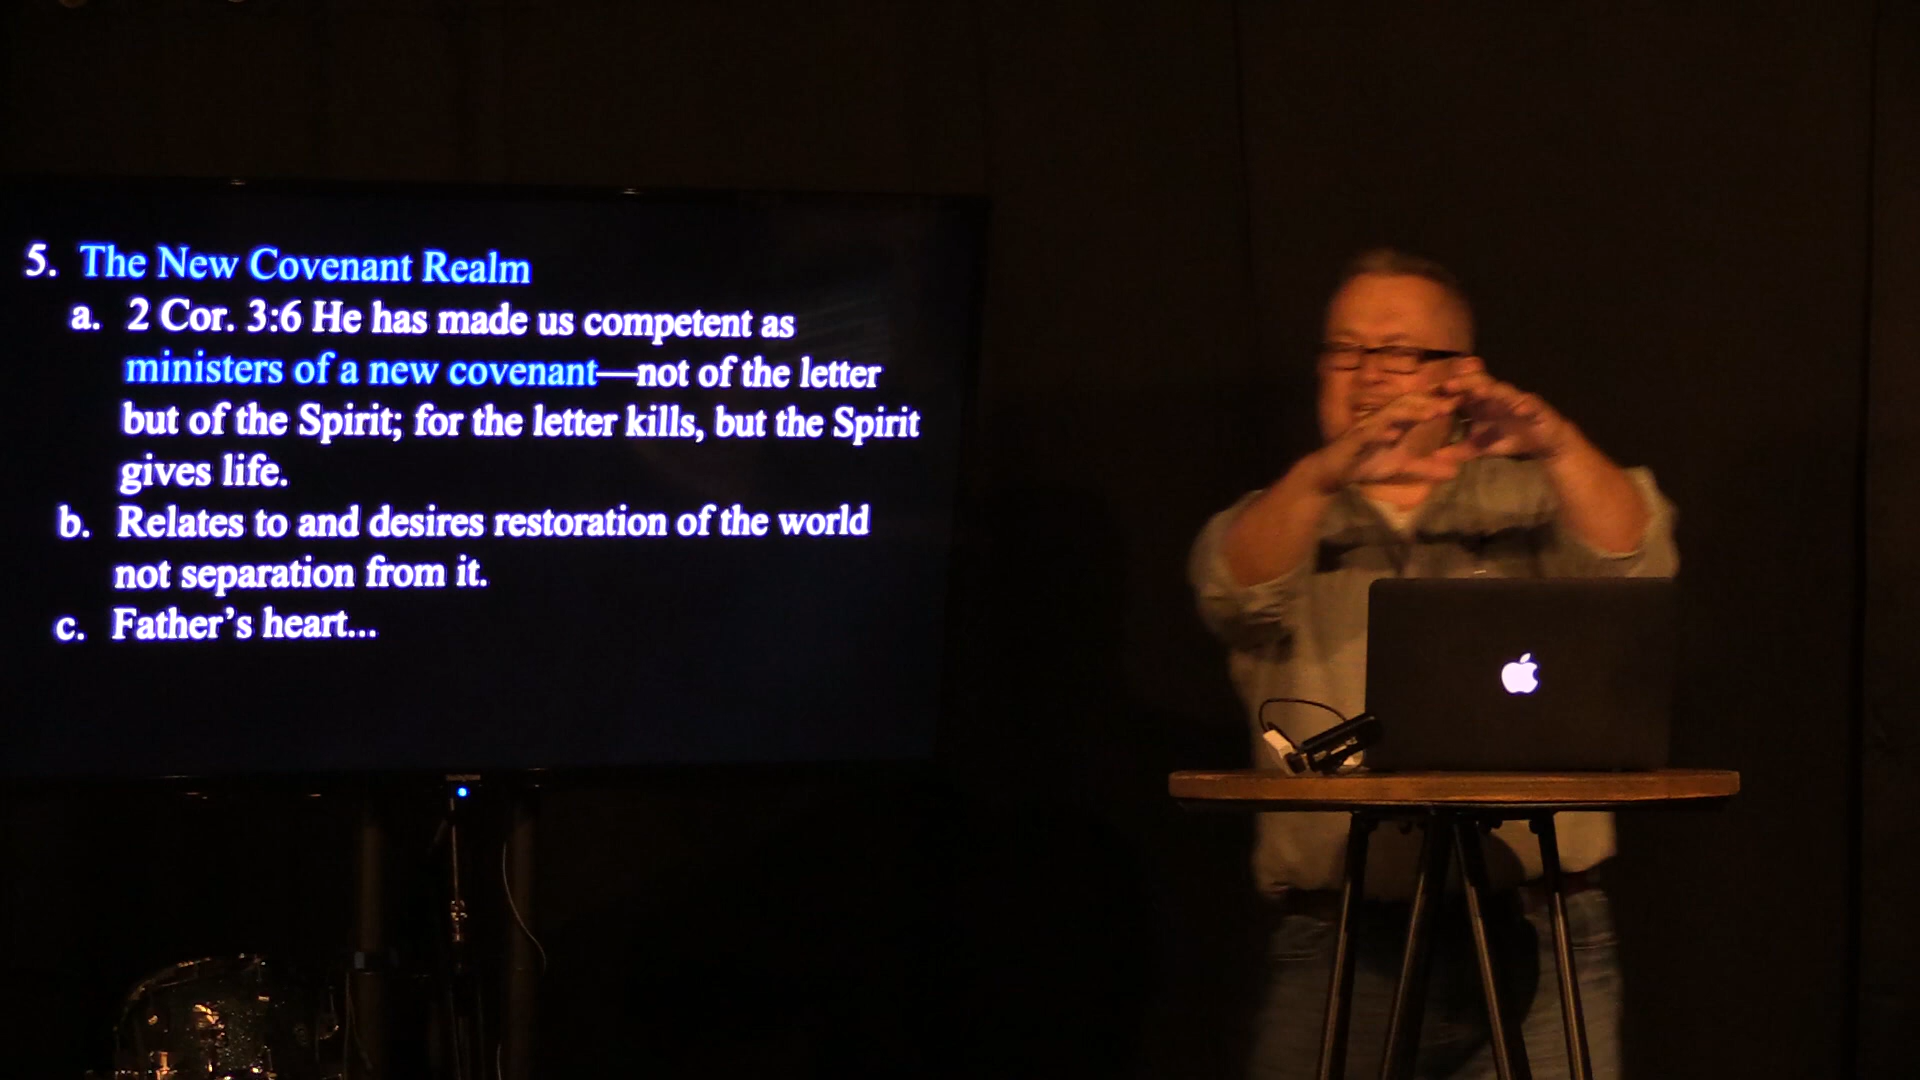 5. The New Covenant Realm
a. 2 Cor. 3:6 He has made us competent as
ministers of a new covenant—not of the letter
but of the Spirit; for the letter kills, but the Spirit
gives life.
b. Relates to and desires restoration of the world
not separation from it.
c. Father’s heart...